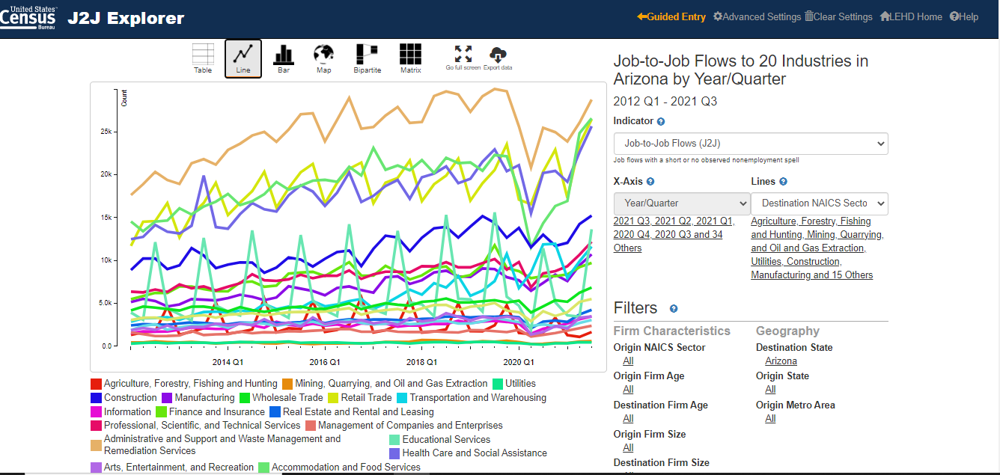 United States™
Census
Bureau
J2J Explorer
Guided Entry Advanced Settings Clear Settings LEHD Home Help
Table Line Bar Map Bipartite Matrix Go full screen Export data
Count
25k
20k
15k
10k
5.0k
0.0
2014 Q1 2016 Q1 2018 Q1 2020 Q1
Agriculture, Forestry, Fishing and Hunting Mining, Quarrying, and Oil and Gas Extraction Utilities
Construction Manufacturing Wholesale Trade Retail Trade Transportation and Warehousing
Information Finance and Insurance Real Estate and Rental and Leasing
Professional, Scientific, and Technical Services Management of Companies and Enterprises
Administrative and Support and Waste Management and
Remediation Services
Educational Services
Health Care and Social Assistance
Arts, Entertainment, and Recreation Accommodation and Food Services
Job-to-Job Flows to 20 Industries in
Arizona by Year/Quarter
2012 Q1 - 2021 Q3
Indicator ?
Job-to-Job Flows (J2J)
Job flows with a short or no observed nonemployment spell
X-Axis ?
Year/Quarter
2021 Q3, 2021 Q2, 2021 Q1,
2020 Q4, 2020 Q3 and 34
Others
Lines ?
Destination NAICS Secto
Agriculture, Forestry, Fishing
and Hunting, Mining, Quarrying,
and Oil and Gas Extraction,
Utilities, Construction,
Manufacturing and 15 Others
Filters ?
Firm Characteristics
Origin NAICS Sector
All
Origin Firm Age
All
Destination Firm Age
All
Origin Firm Size
All
Destination Firm Size
Geography
Destination State
Arizona
Origin State
All
Origin Metro Area
All